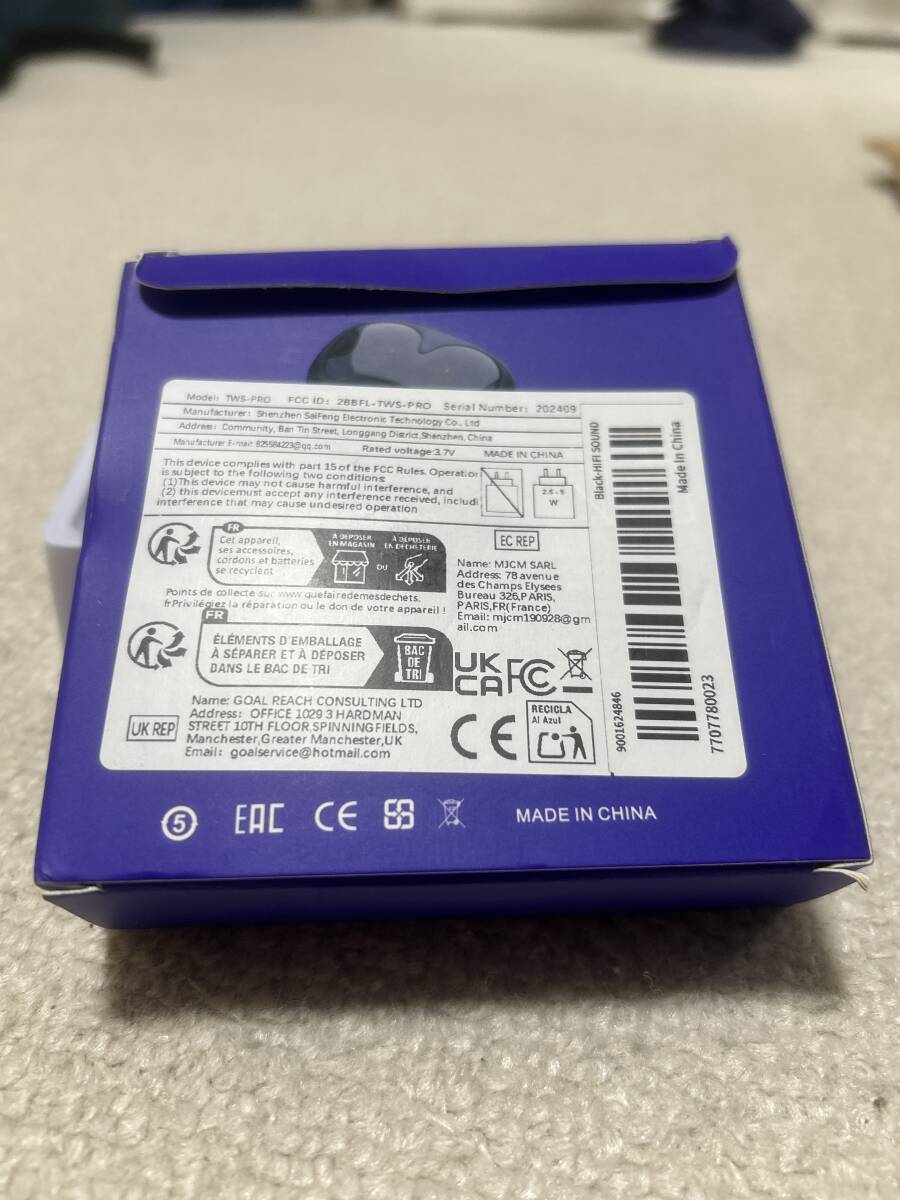 Model: TWS-PRO FCC ID: 2BBFL-TWS-PRO Serial Number: 202409
Manufacturer: Shenzhen SaiFeng Electronic Technology Co., Ltd
Address: Community, Ban Tin Street, Longgang District,Shenzhen, China
Manufacturer E-mair 825584223@qq.com Rated voltage:3.7V MADE IN CHINA
This device complies with part 15 of the FCC Rules. Operation
is subject to the following two conditions:
(1)This device may not cause harmful interference, and
(2) this devicemust accept any interference received, includi
interference that may cause undesired operation
2.5 - 5
W
FR
Cet appareil,
ses accessoires,
cordons et batteries
se recyclent
À DÉPOSER
EN MAGASIN
OU
À DÉPOSER
EN DÉCHÈTERIE
Points de collecte sur www.quefairedemesdechets.
frPrivilégiez la réparation ou le don de votre appareil !
FR
ÉLÉMENTS D'EMBALLAGE
À SÉPARER ET À DÉPOSER
DANS LE BAC DE TRI
BAC
DE
TRI
EC REP
Name: MJCM SARL
Address: 78 avenue
des Champs Elysees
Bureau 326,PARIS,
PARIS,FR(France)
Email: mjcm190928@gm
ail.com
UK
CA
FC
UK REP
Name: GOAL REACH CONSULTING LTD
Address: OFFICE 1029 3 HARDMAN
STREET 10TH FLOOR,SPINNINGFIELDS,
Manchester,Greater Manchester,UK
Email: goalservice@hotmail.com
CE
RECICLA
Al Azul
Black-HIFI SOUND
9001624846
7707780023
Made In China
5
EAC
CE
MADE IN CHINA